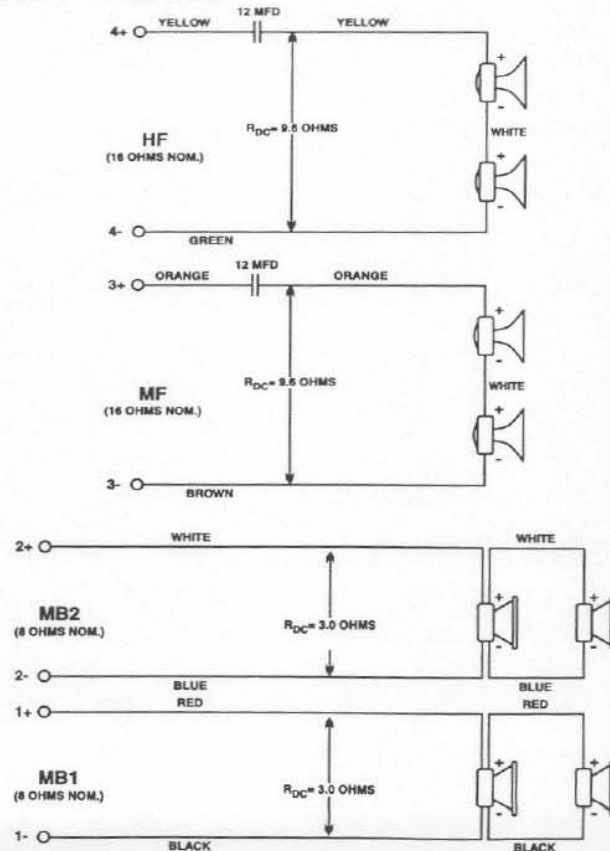 12 MFD
4+ YELLOW YELLOW
+
-
RDC= 9.6 OHMS
WHITE
HF
(16 OHMS NOM.)
+
-
4-
GREEN
12 MFD
3+ ORANGE ORANGE
+
-
RDC= 9.6 OHMS
WHITE
MF
(16 OHMS NOM.)
+
-
3-
BROWN
WHITE WHITE
2+
+ +
MB2
(8 OHMS NOM.)
RDC= 3.0 OHMS
- -
2-
BLUE BLUE
RED RED
1+
+ +
MB1
(8 OHMS NOM.)
RDC= 3.0 OHMS
- -
1-
BLACK BLACK